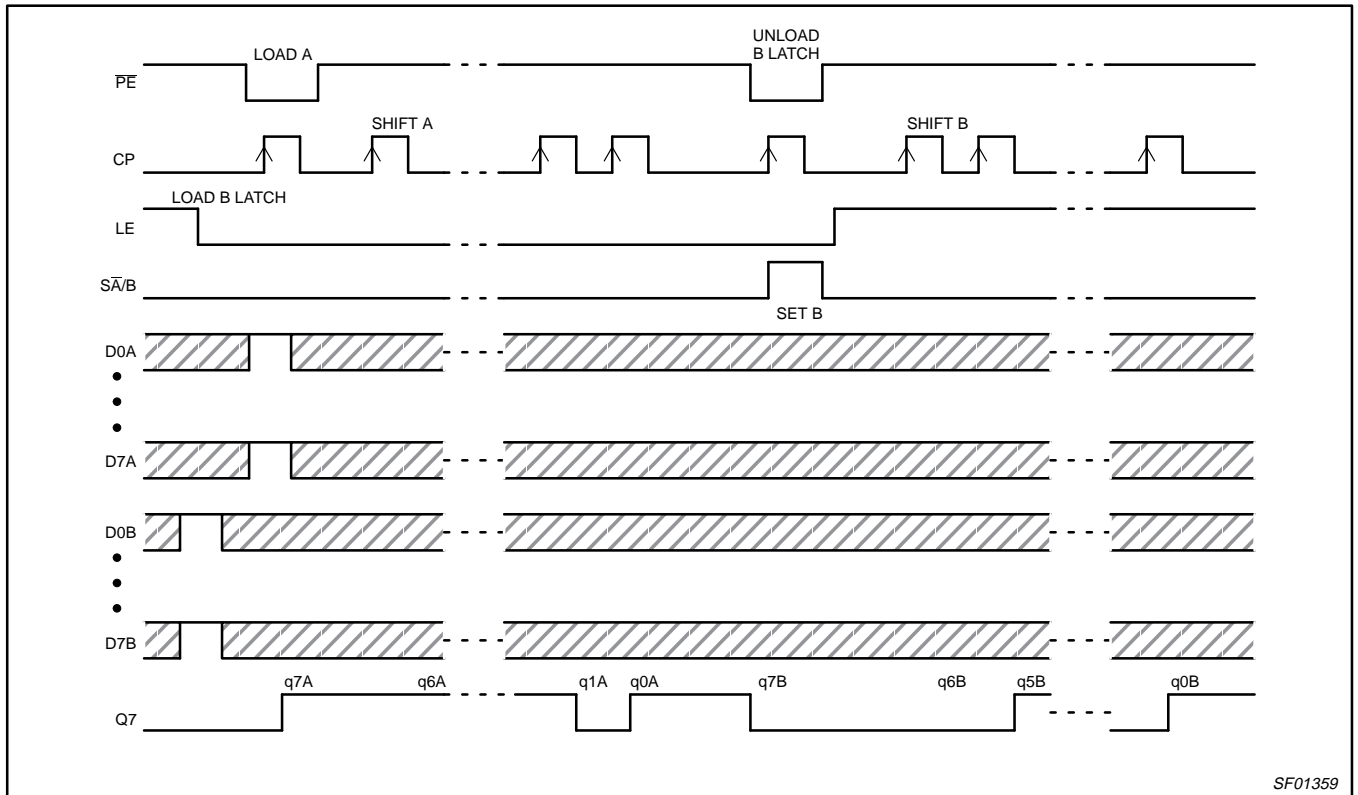 UNLOAD
LOAD A
B LATCH
P̅E̅
SHIFT A
SHIFT B
CP
LOAD B LATCH
LE
SA̅/B
SET B
D0A
D7A
D0B
D7B
q7A q6A q1A q0A q7B q6B q5B q0B
Q7
SF01359